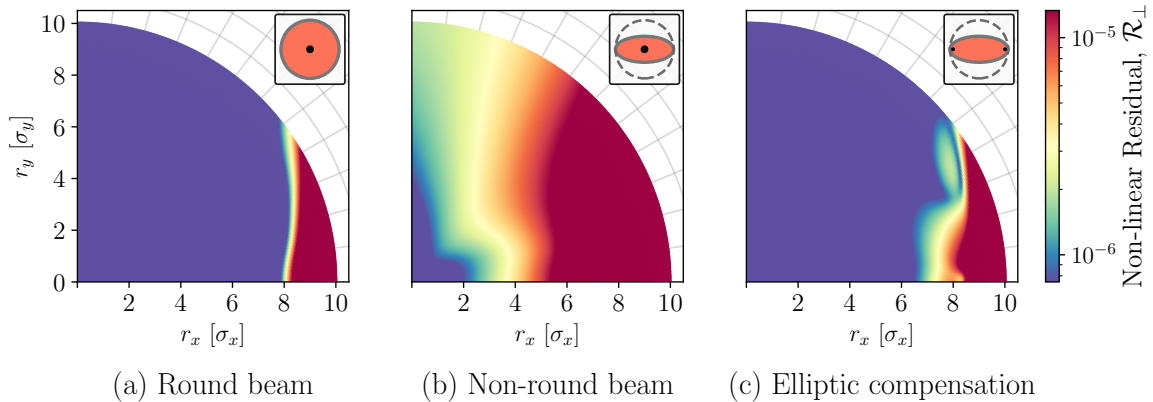 10
8
6
4
2
0
r_y [σ_y]
2 4 6 8 10
r_x [σ_x]
2 4 6 8 10
r_x [σ_x]
2 4 6 8 10
r_x [σ_x]
10⁻⁵
10⁻⁶
Non-linear Residual, ℛ_⊥
(a) Round beam
(b) Non-round beam
(c) Elliptic compensation